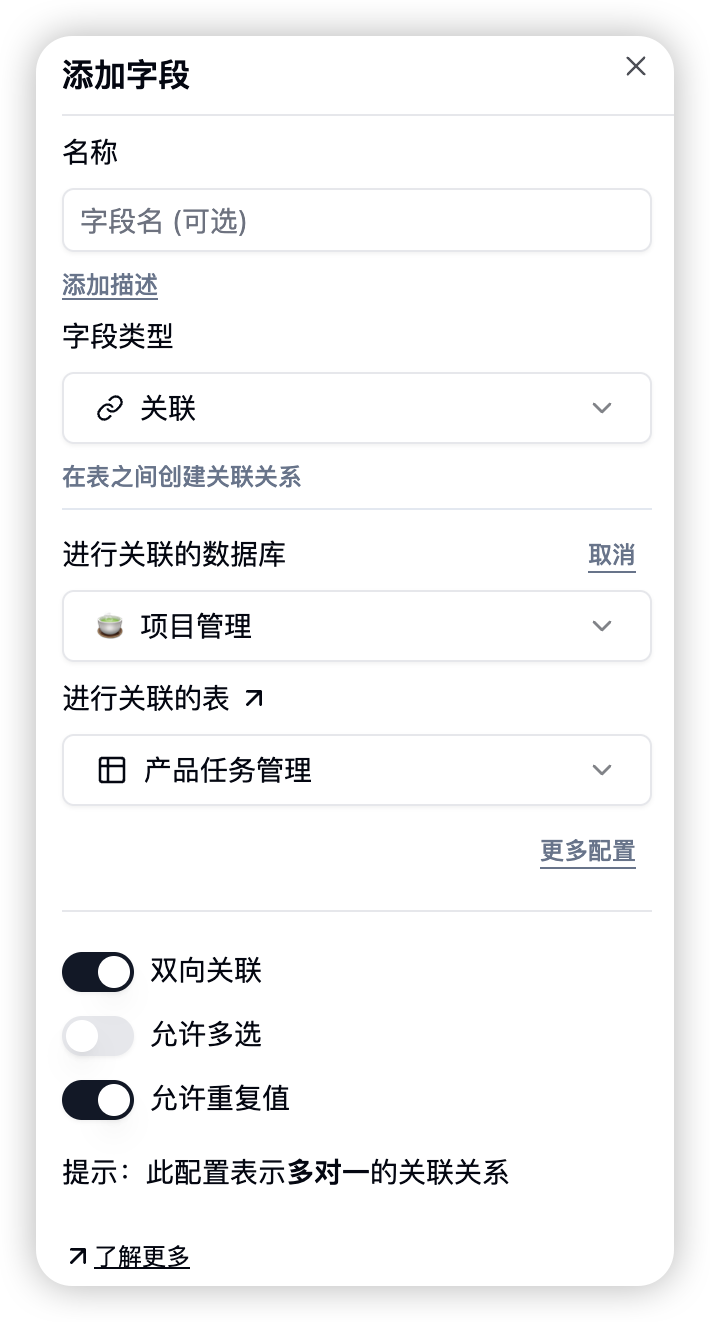 添加字段
名称
字段名 (可选)
添加描述
字段类型
关联
在表之间创建关联关系
进行关联的数据库 取消
项目管理
进行关联的表
产品任务管理
更多配置
双向关联
允许多选
允许重复值
提示：此配置表示多对一的关联关系
了解更多